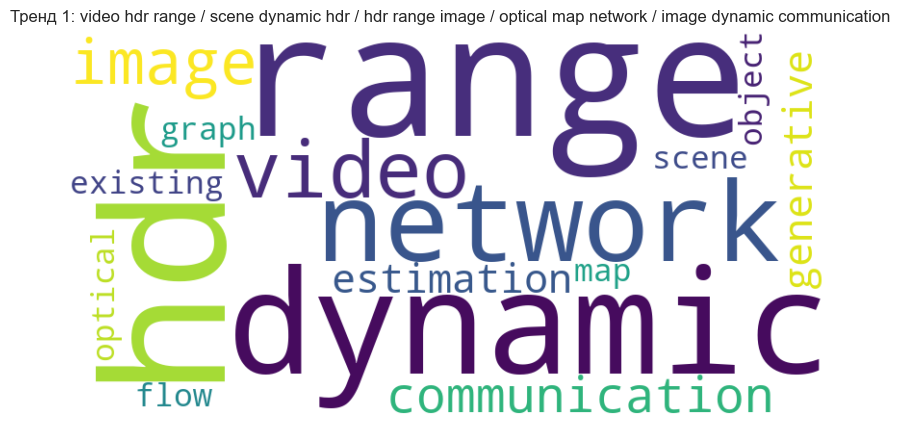 Тренд 1: video hdr range / scene dynamic hdr / hdr range image / optical map network / image dynamic communication
image
range
object
generative
hdr
graph
video
scene
existing
network
optical
estimation
map
dynamic
flow
communication